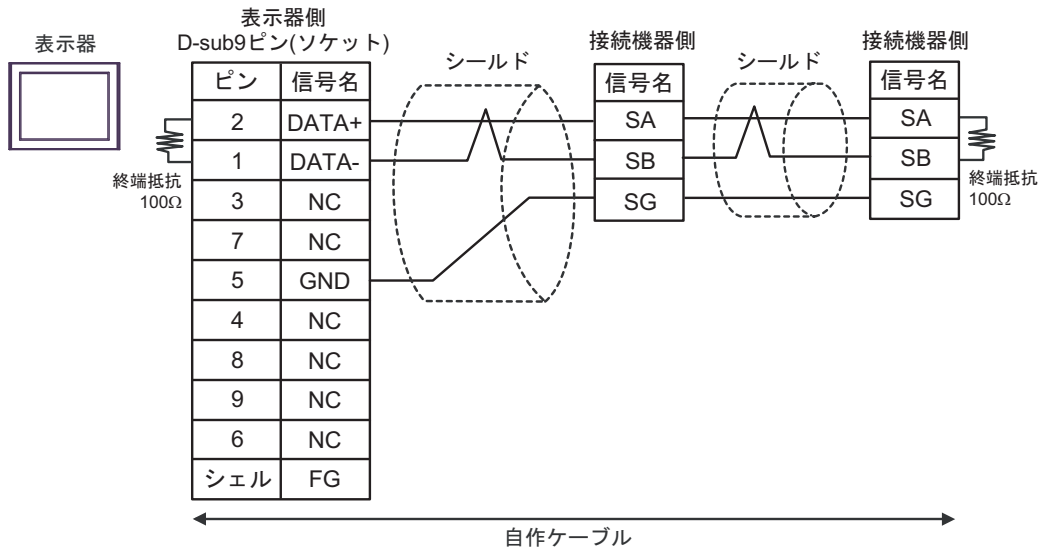 表示器
表示器側
D-sub9ピン(ソケット)
ピン 信号名
2 DATA+
1 DATA-
3 NC
7 NC
5 GND
4 NC
8 NC
9 NC
6 NC
シェル FG
終端抵抗
100Ω
シールド
接続機器側
信号名
SA
SB
SG
シールド
接続機器側
信号名
SA
SB
SG
終端抵抗
100Ω
自作ケーブル